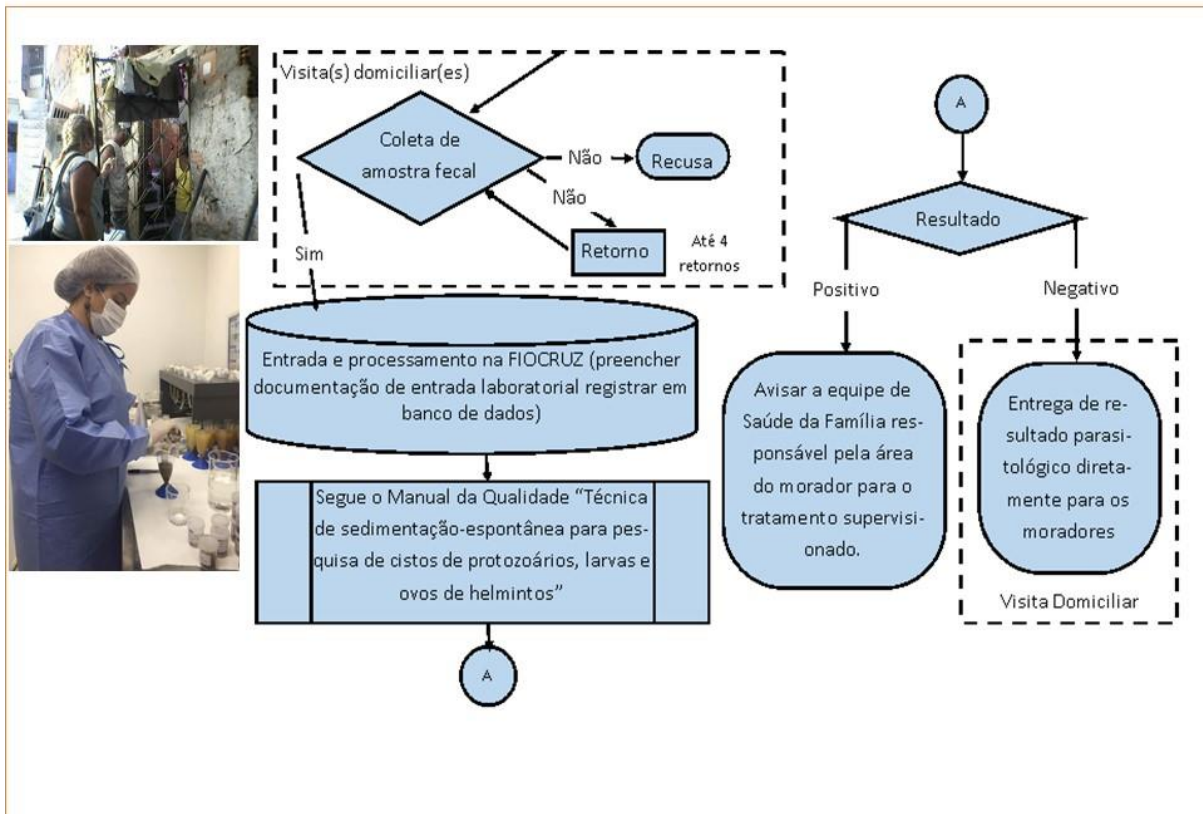 Visita(s) domiciliar(es)
Coleta de
amostra fecal
Não
Recusa
Não
Retorno
Até 4
retornos
Sim
Entrada e processamento na FIOCRUZ (preencher
documentação de entrada laboratorial registrar em
banco de dados)
Segue o Manual da Qualidade “Técnica
de sedimentação-espontânea para pes-
quisa de cistos de protozoários, larvas e
ovos de helmintos”
A
A
Resultado
Positivo
Negativo
Avisar a equipe de
Saúde da Família res-
ponsável pela área
do morador para o
tratamento supervisi-
onado.
Entrega de re-
sultado parasi-
tológico direta-
mente para os
moradores
Visita Domiciliar